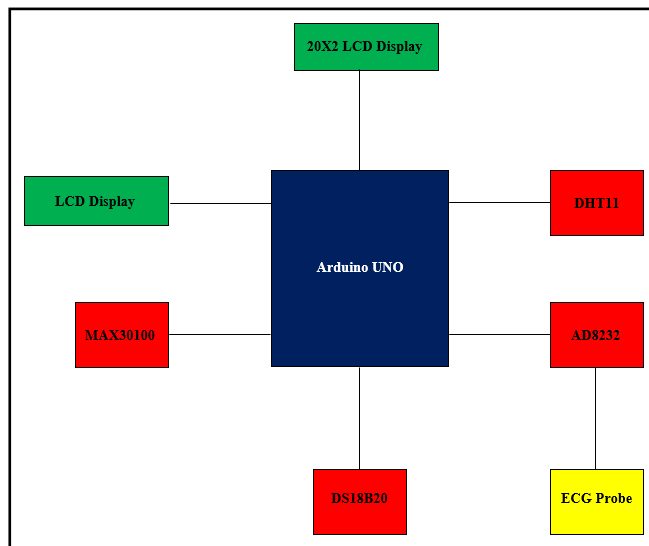 20X2 LCD Display
LCD Display
DHT11
Arduino UNO
MAX30100
AD8232
DS18B20
ECG Probe